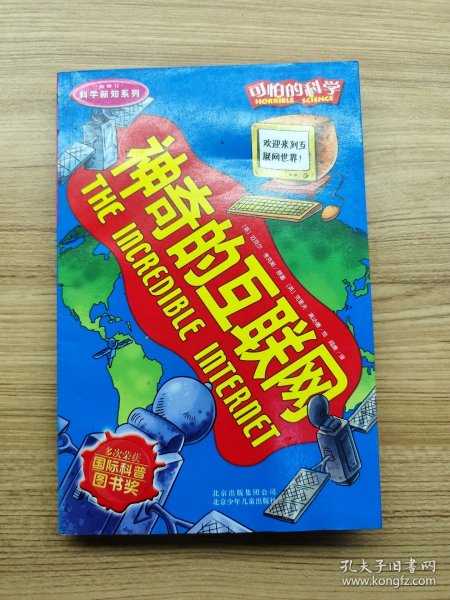 科学新知系列
可怕的科学
HORRIBLE SCIENCE
欢迎来到互
联网世界!
神奇的互联网
THE INCREDIBLE INTERNET
多次荣获
国际科普
图书奖
北京出版集团公司
北京少年儿童出版社
孔夫子旧书网
www.kongfz.com